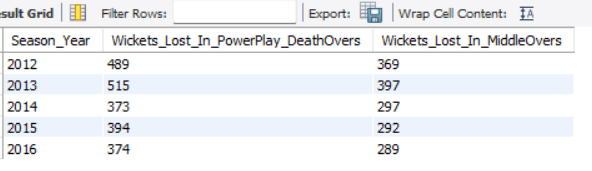 sult Grid Filter Rows: Export: Wrap Cell Content: IA
Season_Year Wickets_Lost_In_PowerPlay_DeathOvers Wickets_Lost_In_MiddleOvers
2012 489 369
2013 515 397
2014 373 297
2015 394 292
2016 374 289